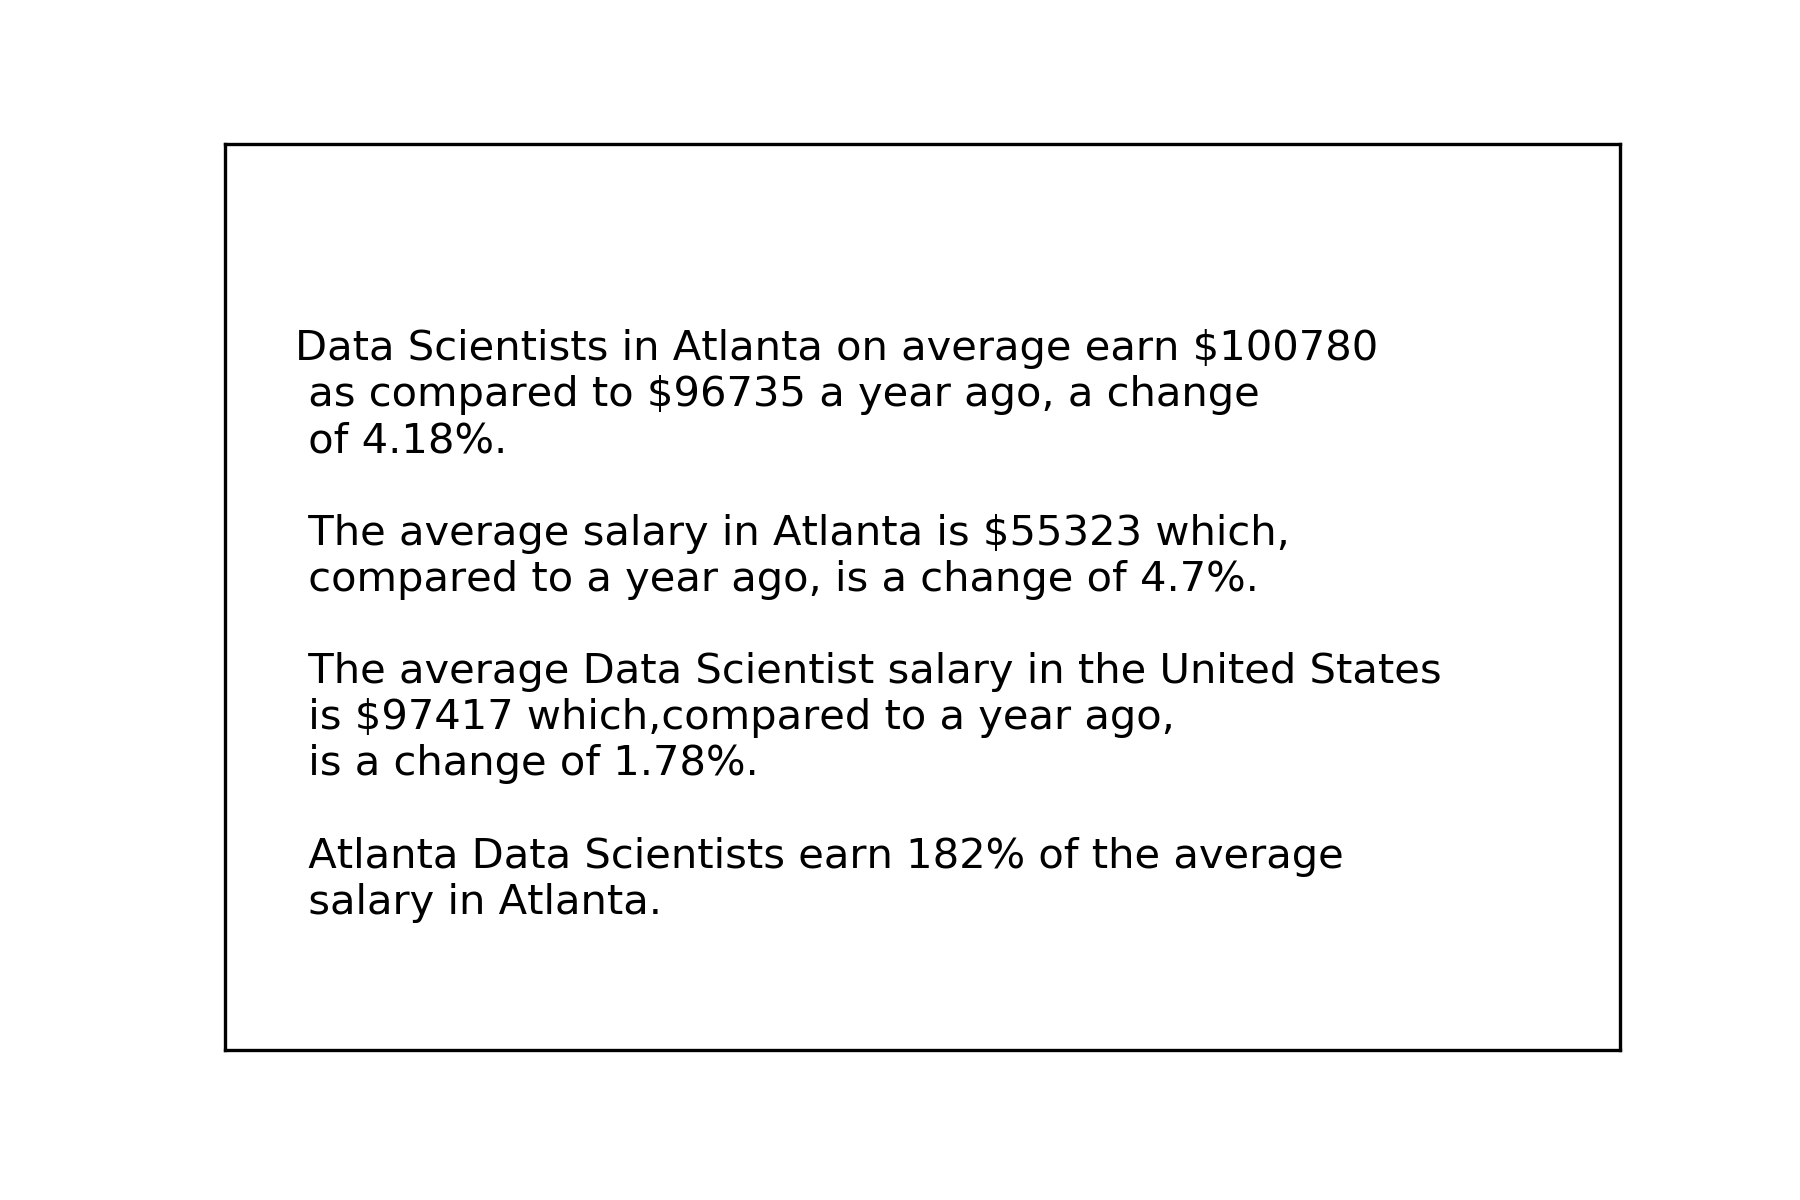 Data Scientists in Atlanta on average earn $100780
as compared to $96735 a year ago, a change
of 4.18%.
The average salary in Atlanta is $55323 which,
compared to a year ago, is a change of 4.7%.
The average Data Scientist salary in the United States
is $97417 which,compared to a year ago,
is a change of 1.78%.
Atlanta Data Scientists earn 182% of the average
salary in Atlanta.